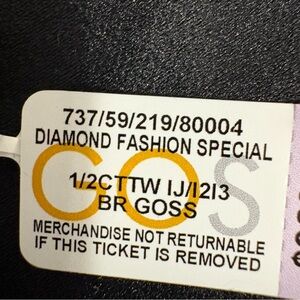 737/59/219/80004
DIAMOND FASHION SPECIAL
GOS
1/2CTTW IJ/I2I3
BR GOSS
MERCHANDISE NOT RETURNABLE
IF THIS TICKET IS REMOVED